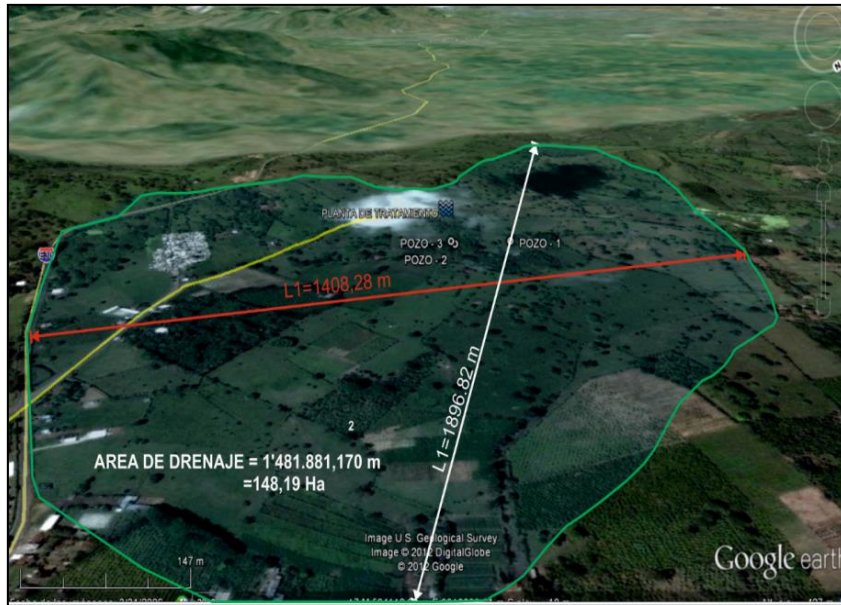 N
PLANTA DE TRATAMIENTO
POZO - 3
POZO - 1
POZO - 2
L1=1408,28 m
L1=1896.82 m
2
AREA DE DRENAJE = 1'481.881,170 m
=148,19 Ha
Image U S Geological Survey
Image © 2012 DigitalGlobe
© 2012 Google
147 m
Google earth